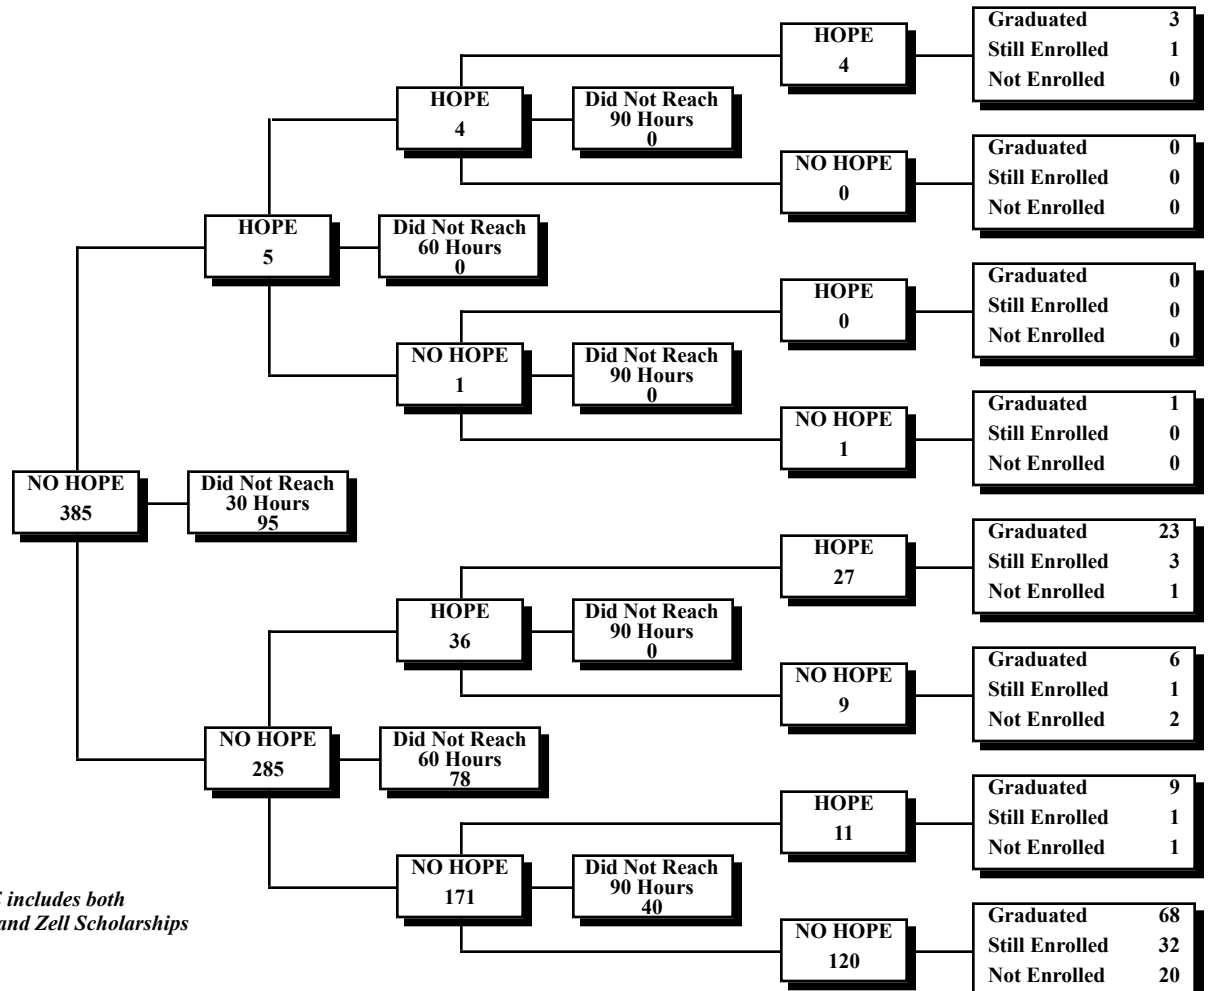 HOPE
4
Graduated 3
Still Enrolled 1
Not Enrolled 0
HOPE
4
Did Not Reach
90 Hours
0
NO HOPE
0
Graduated 0
Still Enrolled 0
Not Enrolled 0
HOPE
5
Did Not Reach
60 Hours
0
HOPE
0
Graduated 0
Still Enrolled 0
Not Enrolled 0
NO HOPE
1
Did Not Reach
90 Hours
0
NO HOPE
1
Graduated 1
Still Enrolled 0
Not Enrolled 0
NO HOPE
385
Did Not Reach
30 Hours
95
HOPE
27
Graduated 23
Still Enrolled 3
Not Enrolled 1
HOPE
36
Did Not Reach
90 Hours
0
NO HOPE
9
Graduated 6
Still Enrolled 1
Not Enrolled 2
NO HOPE
285
Did Not Reach
60 Hours
78
HOPE
11
Graduated 9
Still Enrolled 1
Not Enrolled 1
NO HOPE
171
Did Not Reach
90 Hours
40
NO HOPE
120
Graduated 68
Still Enrolled 32
Not Enrolled 20
includes both
and Zell Scholarships